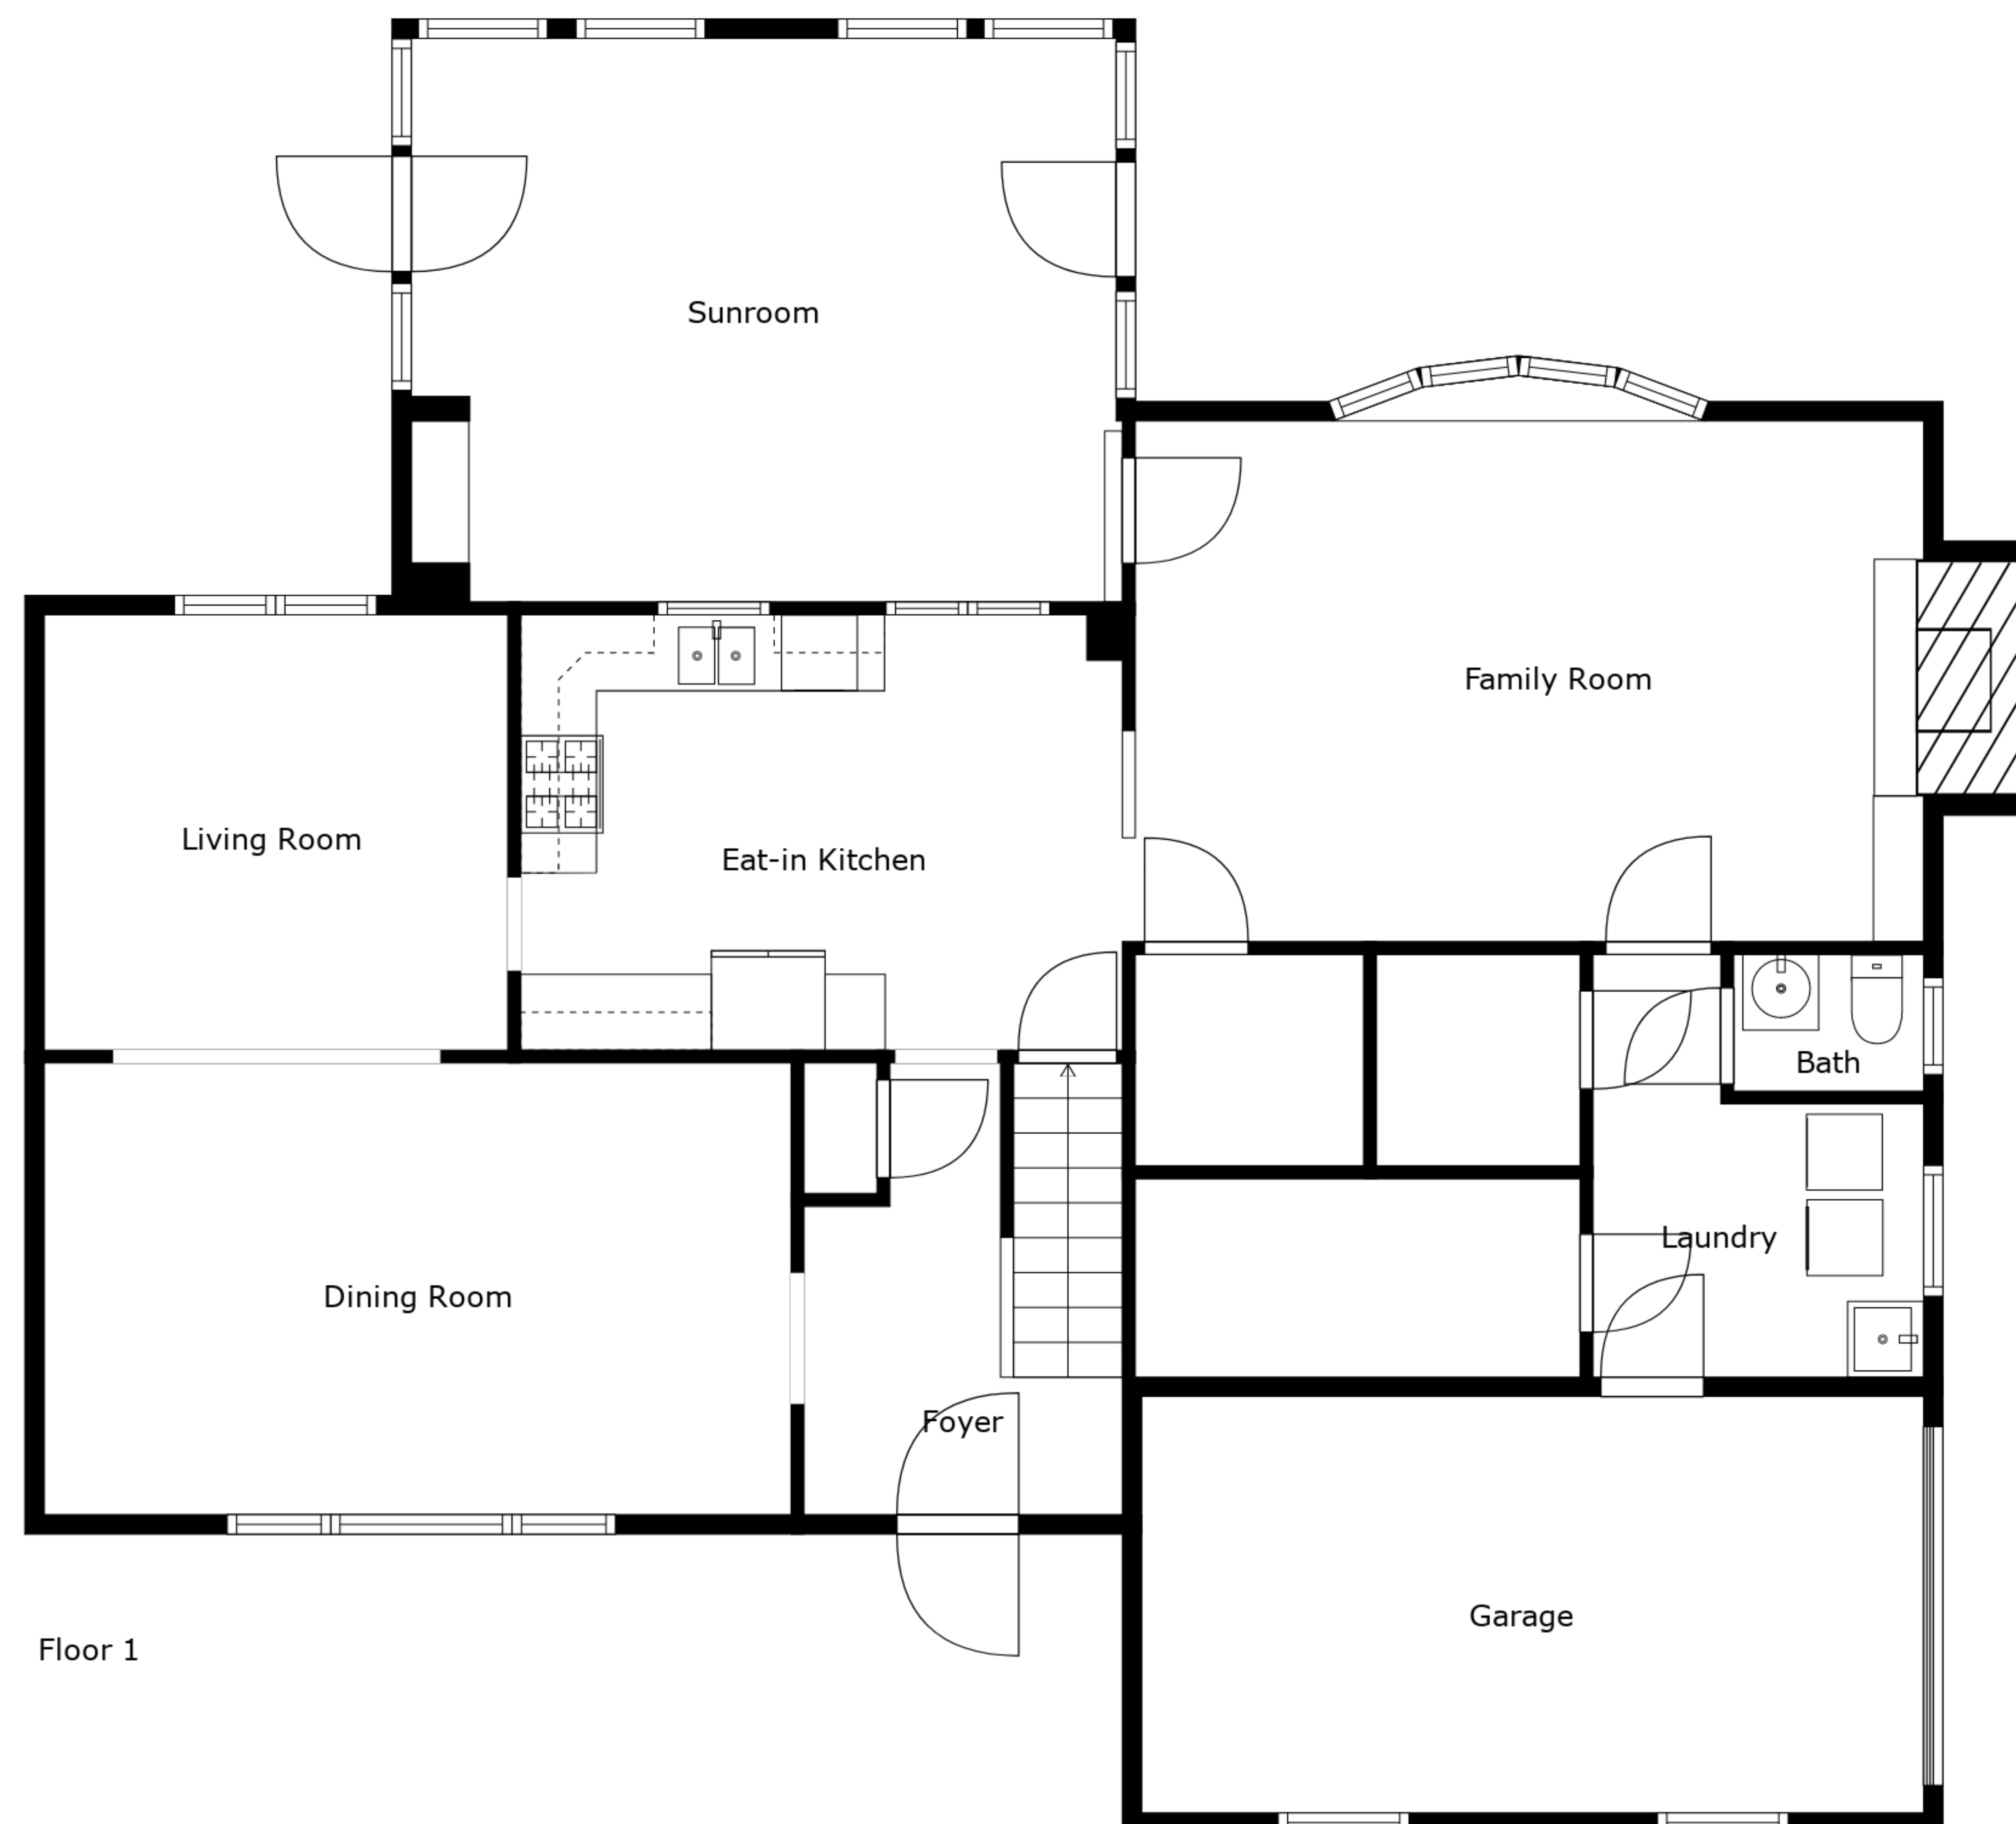 Sunroom
Family Room
Living Room
Eat-in Kitchen
Bath
Laundry
Dining Room
Foyer
Garage
Floor 1